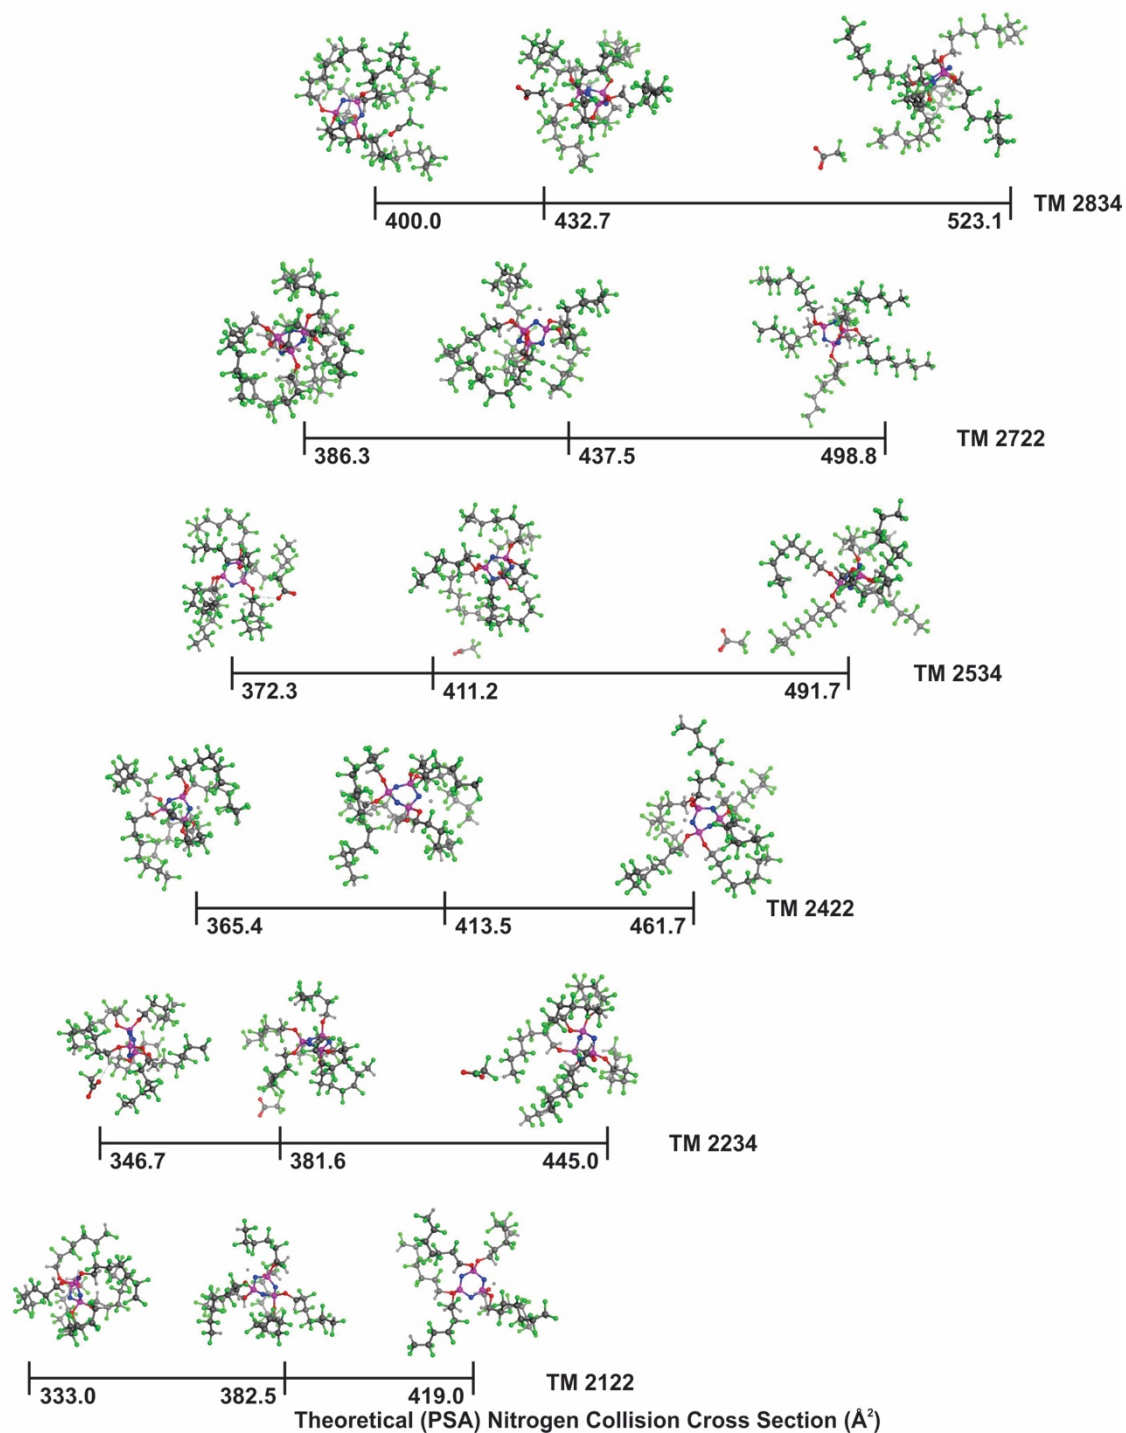 400.0 432.7 523.1 TM 2834
386.3 437.5 498.8 TM 2722
372.3 411.2 491.7 TM 2534
365.4 413.5 461.7 TM 2422
346.7 381.6 445.0 TM 2234
333.0 382.5 419.0 TM 2122
Theoretical (PSA) Nitrogen Collision Cross Section (Å²)